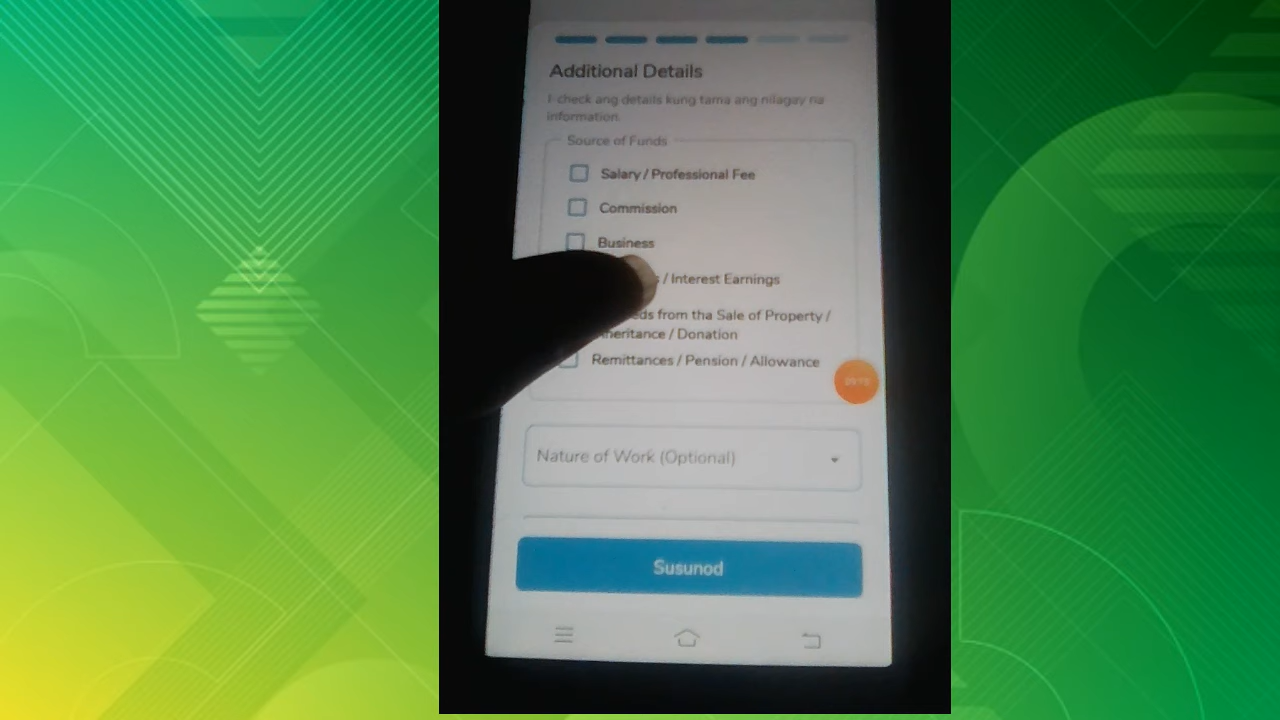 Additional Details
I-check ang details kung tama ang nilagay na
information.
Source of Funds
Salary / Professional Fee
Commission
Business
/ Interest Earnings
from tha Sale of Property /
/ Donation
Remittances / Pension / Allowance
Nature of Work (Optional)
Susunod